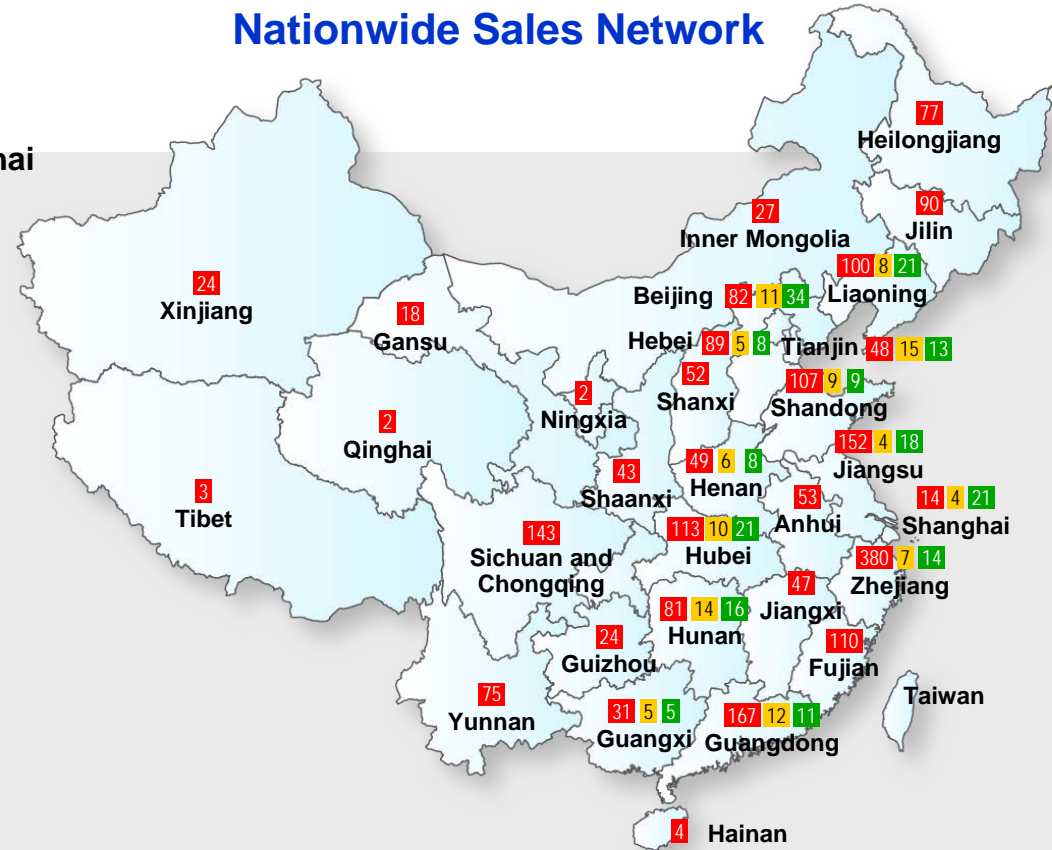 Nationwide Sales Network
hai
77
Heilongjiang
90
Jilin
27
Inner Mongolia
100 8 21
Liaoning
24
Xinjiang
Beijing 82 11 34
18
Gansu
Hebei 89 5 8
Tianjin 48 15 13
52
Shanxi
107 9 9
Shandong
2
Ningxia
2
Qinghai
152 4 18
Jiangsu
49 6 8
Henan
43
Shaanxi
3
Tibet
53
Anhui
14 4 21
Shanghai
143
Sichuan and
Chongqing
113 10 21
Hubei
380 7 14
Zhejiang
47
Jiangxi
81 14 16
Hunan
24
Guizhou
110
Fujian
75
Yunnan
Taiwan
31 5 5
Guangxi
167 12 11
Guangdong
4 Hainan